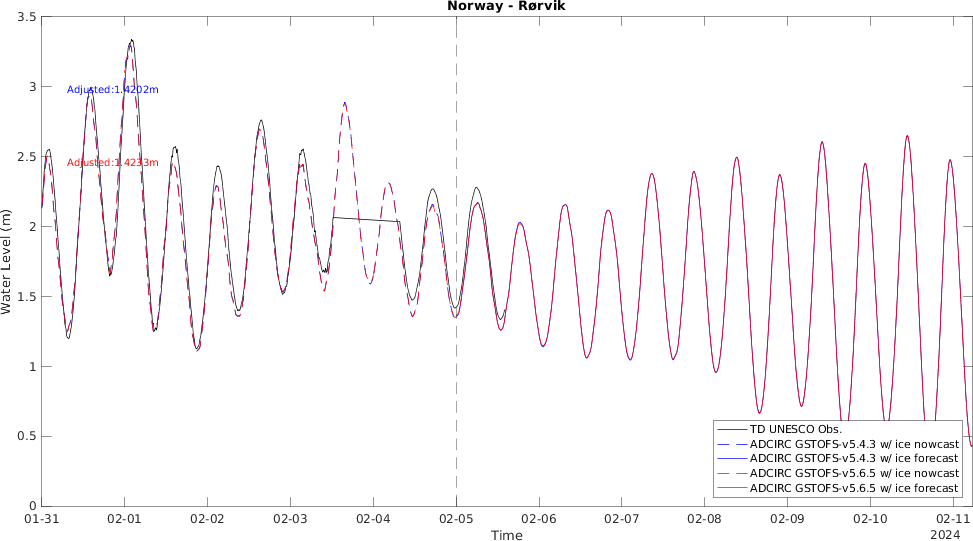 Norway - Rørvik
3.5
3
2.5
2
1.5
1
0.5
0
Water Level (m)
Adjusted:1.4202m
Adjusted:1.4233m
TD UNESCO Obs.
ADCIRC GSTOFS-v5.4.3 w/ ice nowcast
ADCIRC GSTOFS-v5.4.3 w/ ice forecast
ADCIRC GSTOFS-v5.6.5 w/ ice nowcast
ADCIRC GSTOFS-v5.6.5 w/ ice forecast
01-31 02-01 02-02 02-03 02-04 02-05 02-06 02-07 02-08 02-09 02-10 02-11
Time
2024